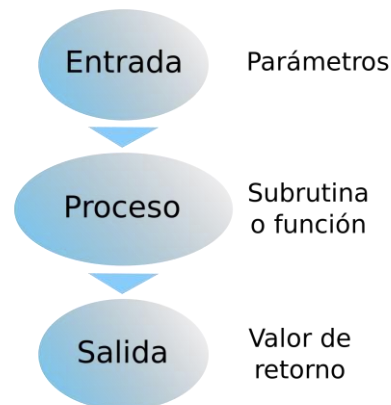 Entrada
Parámetros
Proceso
Subrutina
o función
Salida
Valor de
retorno